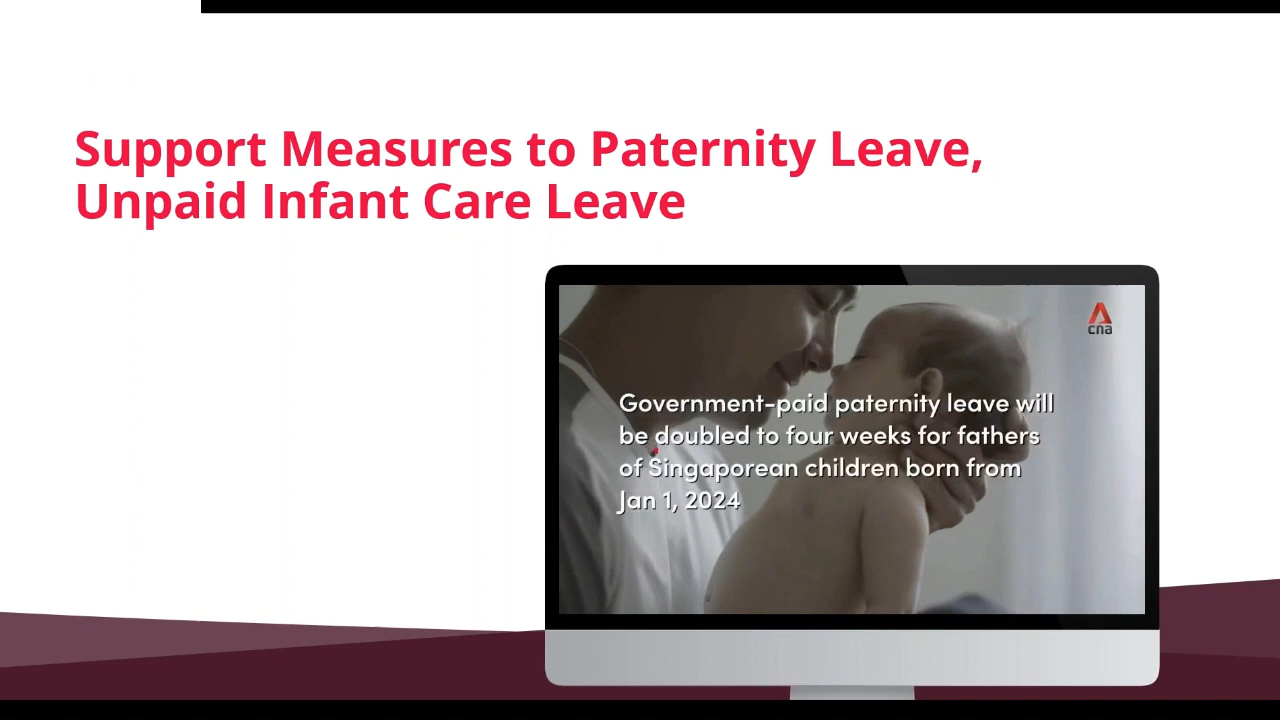 Support Measures to Paternity Leave,
Unpaid Infant Care Leave
cna
Government-paid paternity leave will
be doubled to four weeks for fathers
of Singaporean children born from
Jan 1, 2024